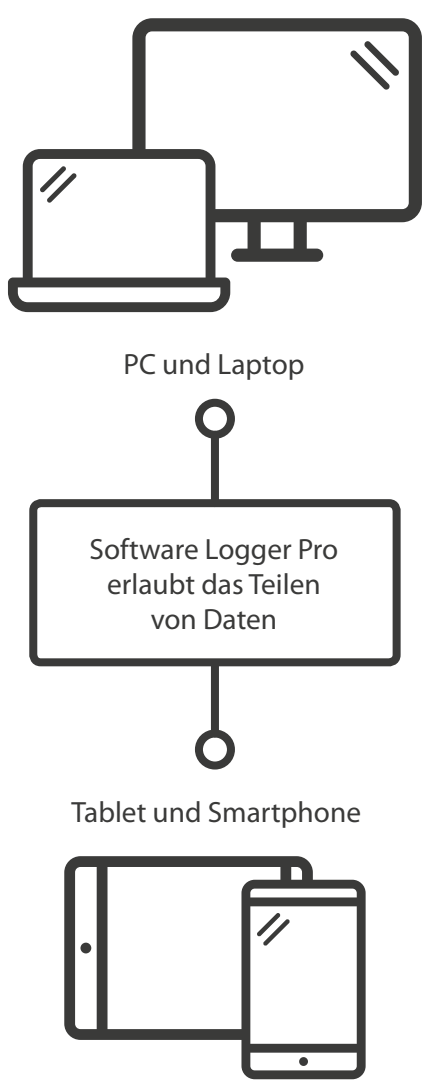 PC und Laptop
Software Logger Pro
erlaubt das Teilen
von Daten
Tablet und Smartphone